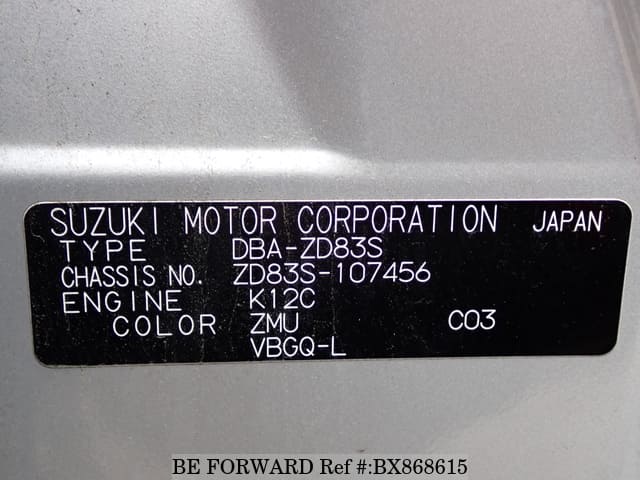 SUZUKI MOTOR CORPORATION JAPAN
TYPE DBA-ZD83S
CHASSIS NO. ZD83S-107456
ENGINE K12C
COLOR ZMU C03
VBGQ-L
BE FORWARD Ref #:BX868615